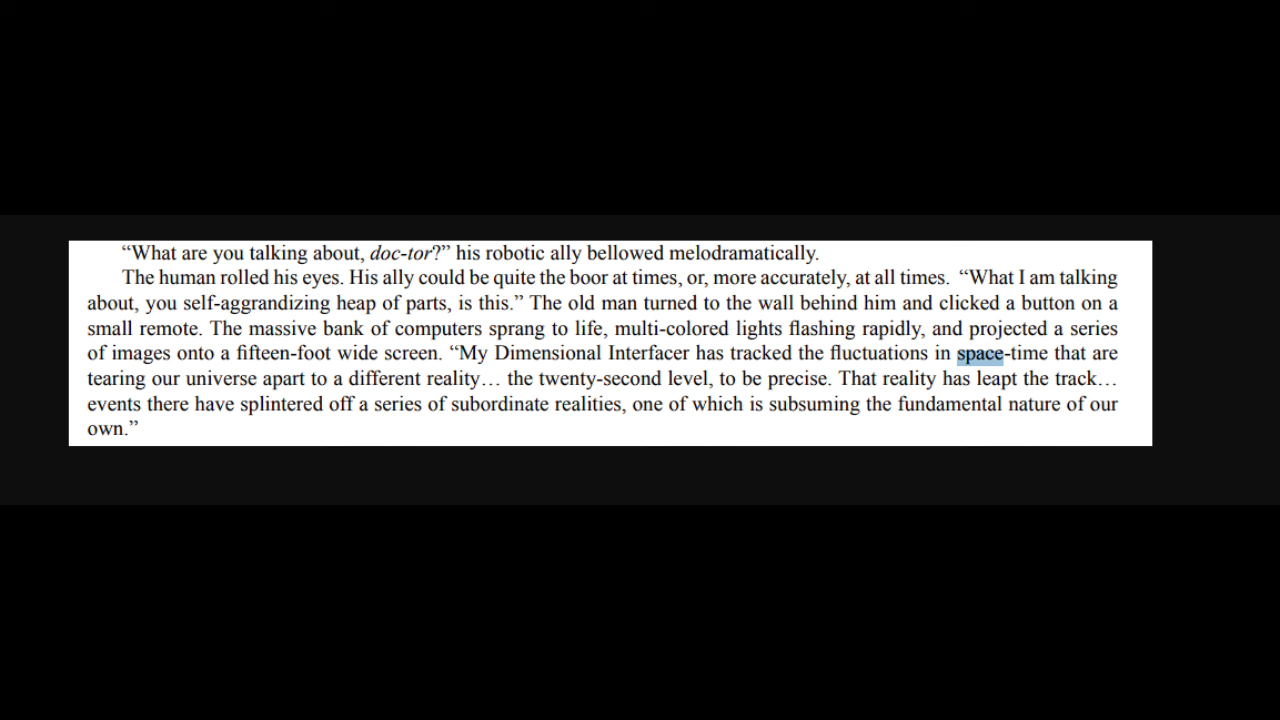 “What are you talking about, doc-tor?” his robotic ally bellowed melodramatically.
The human rolled his eyes. His ally could be quite the boor at times, or, more accurately, at all times.  “What I am talking
about, you self-aggrandizing heap of parts, is this.” The old man turned to the wall behind him and clicked a button on a
small remote. The massive bank of computers sprang to life, multi-colored lights flashing rapidly, and projected a series
of images onto a fifteen-foot wide screen. “My Dimensional Interfacer has tracked the fluctuations in space-time that are
tearing our universe apart to a different reality… the twenty-second level, to be precise. That reality has leapt the track…
events there have splintered off a series of subordinate realities, one of which is subsuming the fundamental nature of our
own.”